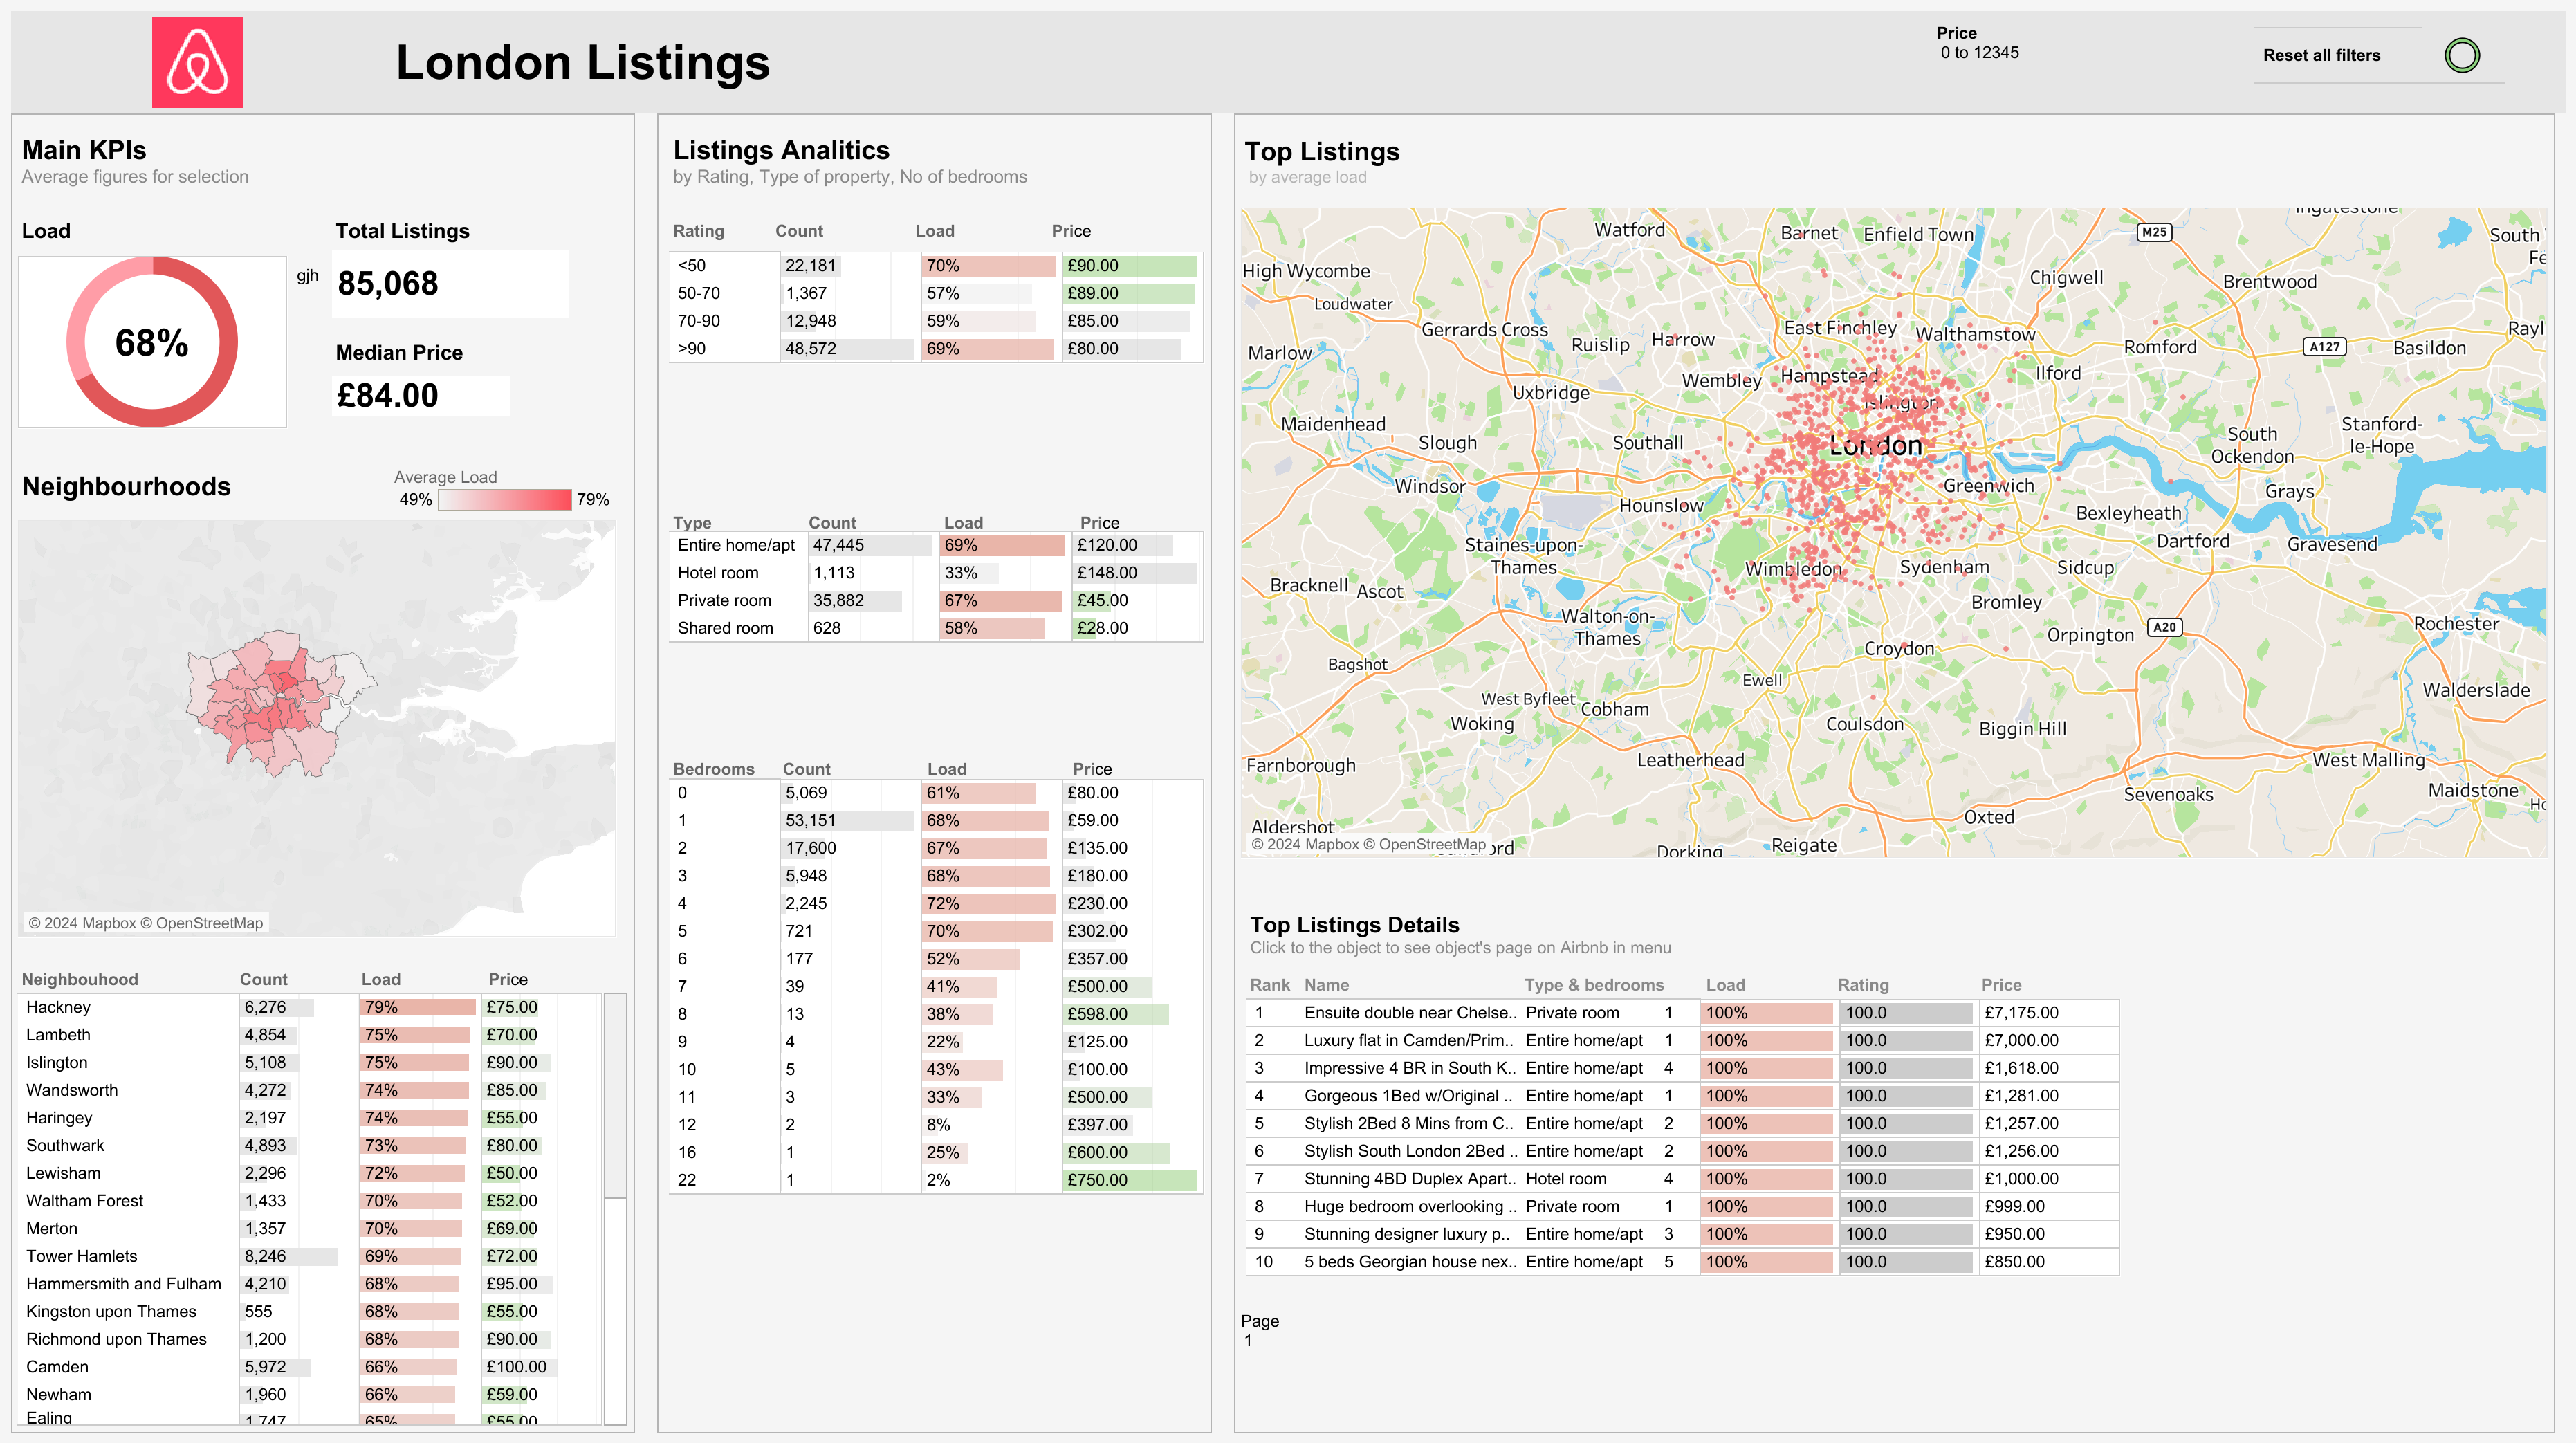 London Listings
Price
0 to 12345
Reset all filters
Main KPIs
Average figures for selection
Load
68%
gjh
Total Listings
85,068
Median Price
£84.00
Neighbourhoods
Average Load
49% 79%
© 2024 Mapbox © OpenStreetMap
Neighbouhood Count Load Price
Hackney 6,276 79% £75.00
Lambeth 4,854 75% £70.00
Islington 5,108 75% £90.00
Wandsworth 4,272 74% £85.00
Haringey 2,197 74% £55.00
Southwark 4,893 73% £80.00
Lewisham 2,296 72% £50.00
Waltham Forest 1,433 70% £52.00
Merton 1,357 70% £69.00
Tower Hamlets 8,246 69% £72.00
Hammersmith and Fulham 4,210 68% £95.00
Kingston upon Thames 555 68% £55.00
Richmond upon Thames 1,200 68% £90.00
Camden 5,972 66% £100.00
Newham 1,960 66% £59.00
Ealing 1,747 65% £55.00
Listings Analitics
by Rating, Type of property, No of bedrooms
Rating Count Load Price
<50 22,181 70% £90.00
50-70 1,367 57% £89.00
70-90 12,948 59% £85.00
>90 48,572 69% £80.00
Type Count Load Price
Entire home/apt 47,445 69% £120.00
Hotel room 1,113 33% £148.00
Private room 35,882 67% £45.00
Shared room 628 58% £28.00
Bedrooms Count Load Price
0 5,069 61% £80.00
1 53,151 68% £59.00
2 17,600 67% £135.00
3 5,948 68% £180.00
4 2,245 72% £230.00
5 721 70% £302.00
6 177 52% £357.00
7 39 41% £500.00
8 13 38% £598.00
9 4 22% £125.00
10 5 43% £100.00
11 3 33% £500.00
12 2 8% £397.00
16 1 25% £600.00
22 1 2% £750.00
Top Listings
by average load
Ingatestone
Watford Barnet Enfield Town M25 South
High Wycombe Chigwell Brentwood
Loudwater
Gerrards Cross East Finchley Walthamstow
Marlow Ruislip Harrow Romford A127 Basildon
Wembley Hampstead Ilford
Uxbridge Islington
Maidenhead Stanford-
le-Hope
Slough Southall London South
Ockendon
Windsor Greenwich Grays
Hounslow Bexleyheath
Staines-upon-
Thames Dartford Gravesend
Wimbledon Sydenham Sidcup
Bracknell Ascot Bromley
Walton-on-
Thames Orpington A20 Rochester
Bagshot Croydon
Ewell
West Byfleet Cobham Walderslade
Woking Coulsdon Biggin Hill
Farnborough Leatherhead West Malling
Sevenoaks Maidstone
Aldershot Oxted
© 2024 Mapbox © OpenStreetMap
Dorking Reigate
Top Listings Details
Click to the object to see object's page on Airbnb in menu
Rank Name Type & bedrooms Load Rating Price
1 Ensuite double near Chelse.. Private room 1 100% 100.0 £7,175.00
2 Luxury flat in Camden/Prim.. Entire home/apt 1 100% 100.0 £7,000.00
3 Impressive 4 BR in South K.. Entire home/apt 4 100% 100.0 £1,618.00
4 Gorgeous 1Bed w/Original .. Entire home/apt 1 100% 100.0 £1,281.00
5 Stylish 2Bed 8 Mins from C.. Entire home/apt 2 100% 100.0 £1,257.00
6 Stylish South London 2Bed .. Entire home/apt 2 100% 100.0 £1,256.00
7 Stunning 4BD Duplex Apart.. Hotel room 4 100% 100.0 £1,000.00
8 Huge bedroom overlooking .. Private room 1 100% 100.0 £999.00
9 Stunning designer luxury p.. Entire home/apt 3 100% 100.0 £950.00
10 5 beds Georgian house nex.. Entire home/apt 5 100% 100.0 £850.00
Page
1